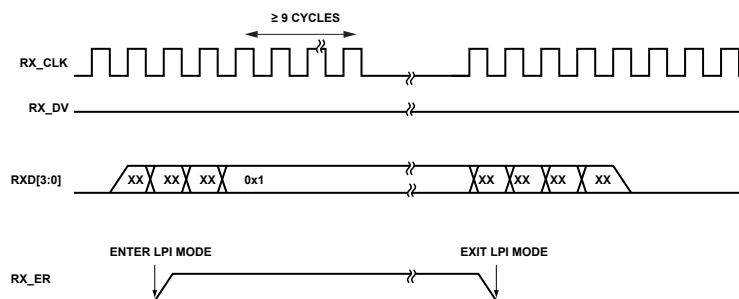 ≥ 9 CYCLES
RX_CLK
RX_DV
RXD[3:0] XX XX XX 0x1 XX XX XX XX
ENTER LPI MODE EXIT LPI MODE
RX_ER